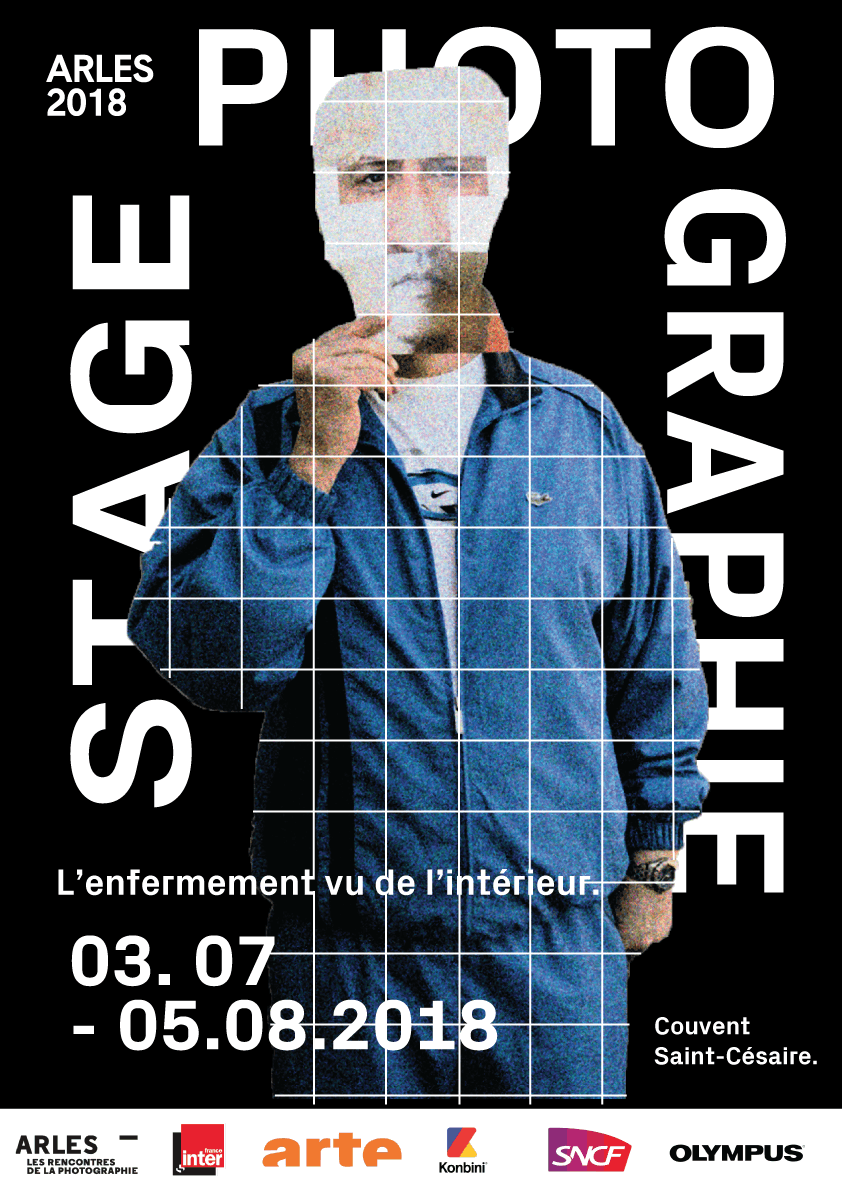 ARLES
2018
STAGE
PHOTO
GRAPHIE
L'enfermement vu de l'intérieur.
03. 07
- 05.08.2018
Couvent
Saint-Césaire.
ARLES
LES RENCONTRES
DE LA PHOTOGRAPHIE
france
inter
arte
Konbini
SNCF
OLYMPUS